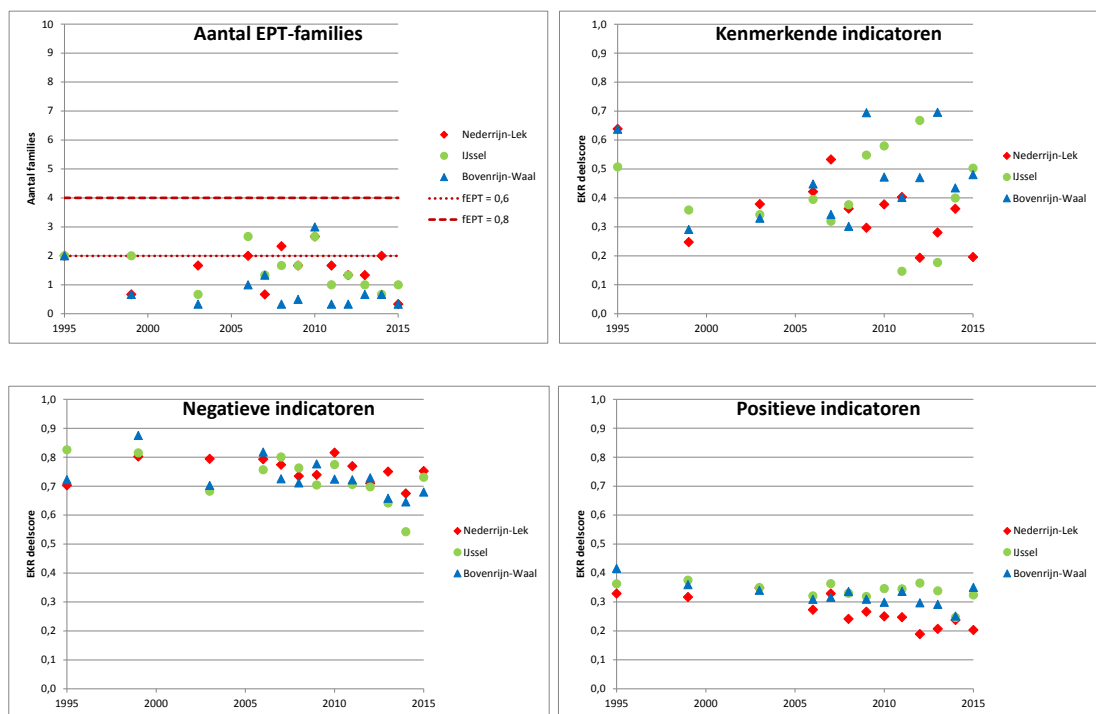 Aantal EPT-families
10
9
8
7
6
5
4
3
2
1
0
1995 2000 2005 2010 2015
Aantal families
Nederrijn-Lek
IJssel
Bovenrijn-Waal
fEPT = 0,6
fEPT = 0,8
Kenmerkende indicatoren
1,0
0,9
0,8
0,7
0,6
0,5
0,4
0,3
0,2
0,1
0,0
1995 2000 2005 2010 2015
EKR deelscore
Nederrijn-Lek
IJssel
Bovenrijn-Waal
Negatieve indicatoren
1,0
0,9
0,8
0,7
0,6
0,5
0,4
0,3
0,2
0,1
0,0
1995 2000 2005 2010 2015
EKR deelscore
Nederrijn-Lek
IJssel
Bovenrijn-Waal
Positieve indicatoren
1,0
0,9
0,8
0,7
0,6
0,5
0,4
0,3
0,2
0,1
0,0
1995 2000 2005 2010 2015
EKR deelscore
Nederrijn-Lek
IJssel
Bovenrijn-Waal